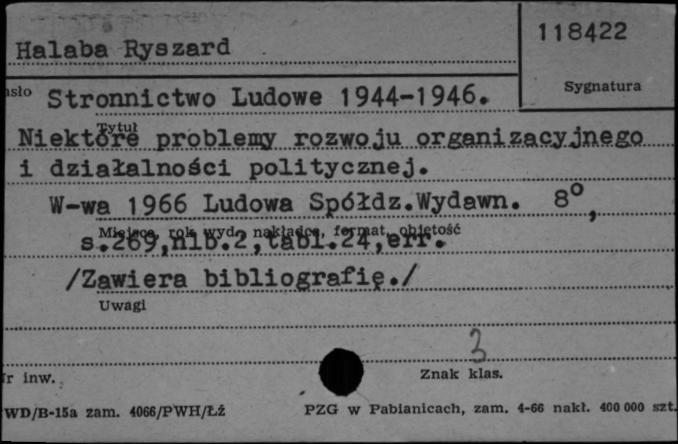 Halaba Ryszard
118422
Sygnatura
Stronnictwo Ludowe 1944-1946.
Tytuł
Niektóre problemy rozwoju organizacyjnego
i działalności politycznej.
W-wa 1966 Ludowa Spółdz.Wydawn. 8°,
Miejsce, rok wyd., nakładca, format, objętość
s.269,nlb.2,tabl.24,err.
/Zawiera bibliografię./
Uwagi
3
r inw.
Znak klas.
WD/B-15a zam. 4066/PWH/ŁŻ
PZG w Pabianicach, zam. 4-66 nakł. 400 000 szt.